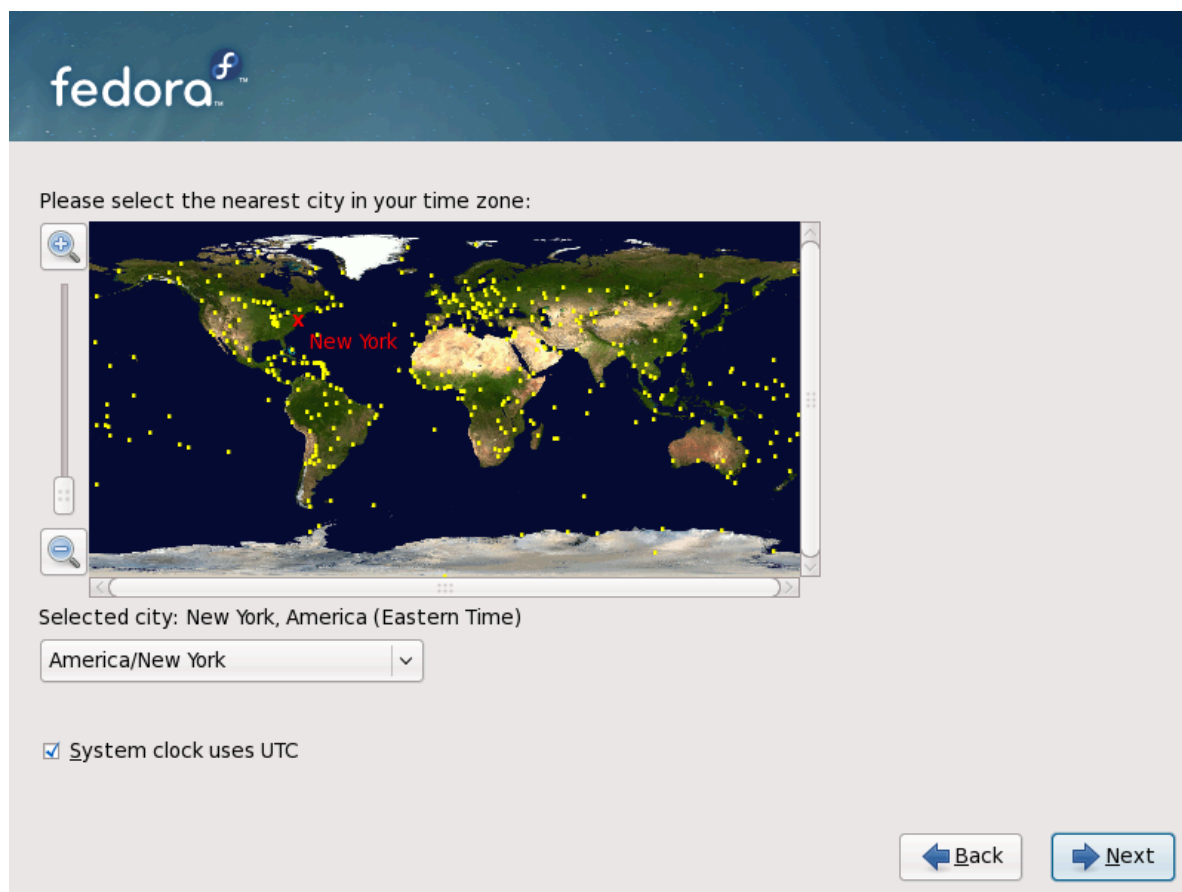 fedora
Please select the nearest city in your time zone:
New York
Selected city: New York, America (Eastern Time)
America/New York
System clock uses UTC
Back
Next